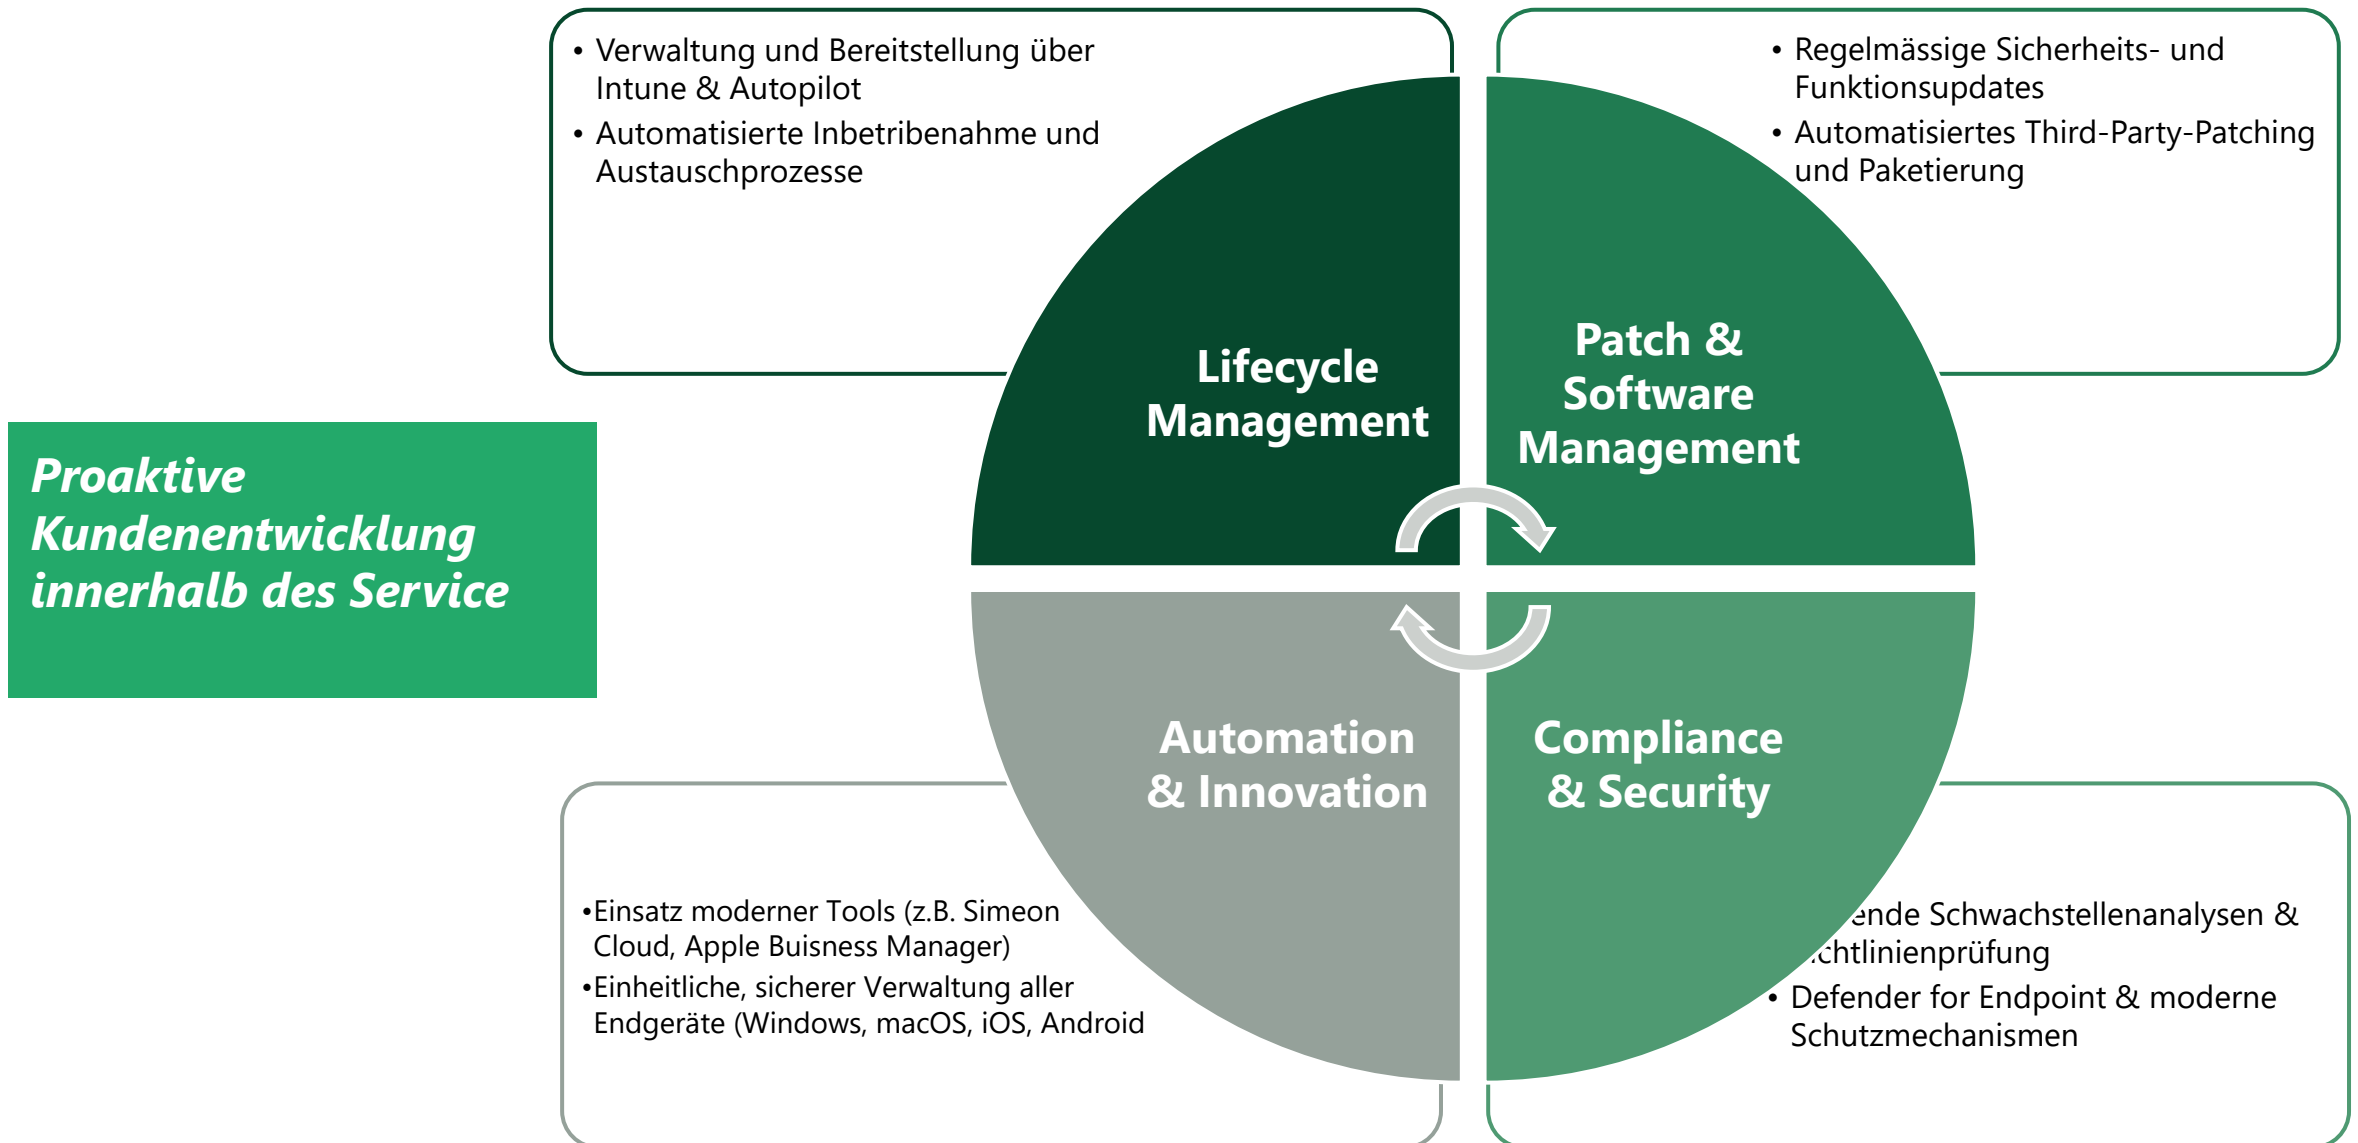 • Verwaltung und Bereitstellung über
Intune & Autopilot
• Automatisierte Inbetribenahme und
Austauschprozesse
• Regelmässige Sicherheits- und
Funktionsupdates
• Automatisiertes Third-Party-Patching
und Paketierung
Lifecycle
Management
Patch &
Software
Management
Proaktive
Kundenentwicklung
innerhalb des Service
Automation
& Innovation
Compliance
& Security
•Einsatz moderner Tools (z.B. Simeon
Cloud, Apple Buisness Manager)
•Einheitliche, sicherer Verwaltung aller
Endgeräte (Windows, macOS, iOS, Android
Schwachstellenanalysen &
• Defender for Endpoint & moderne
Schutzmechanismen